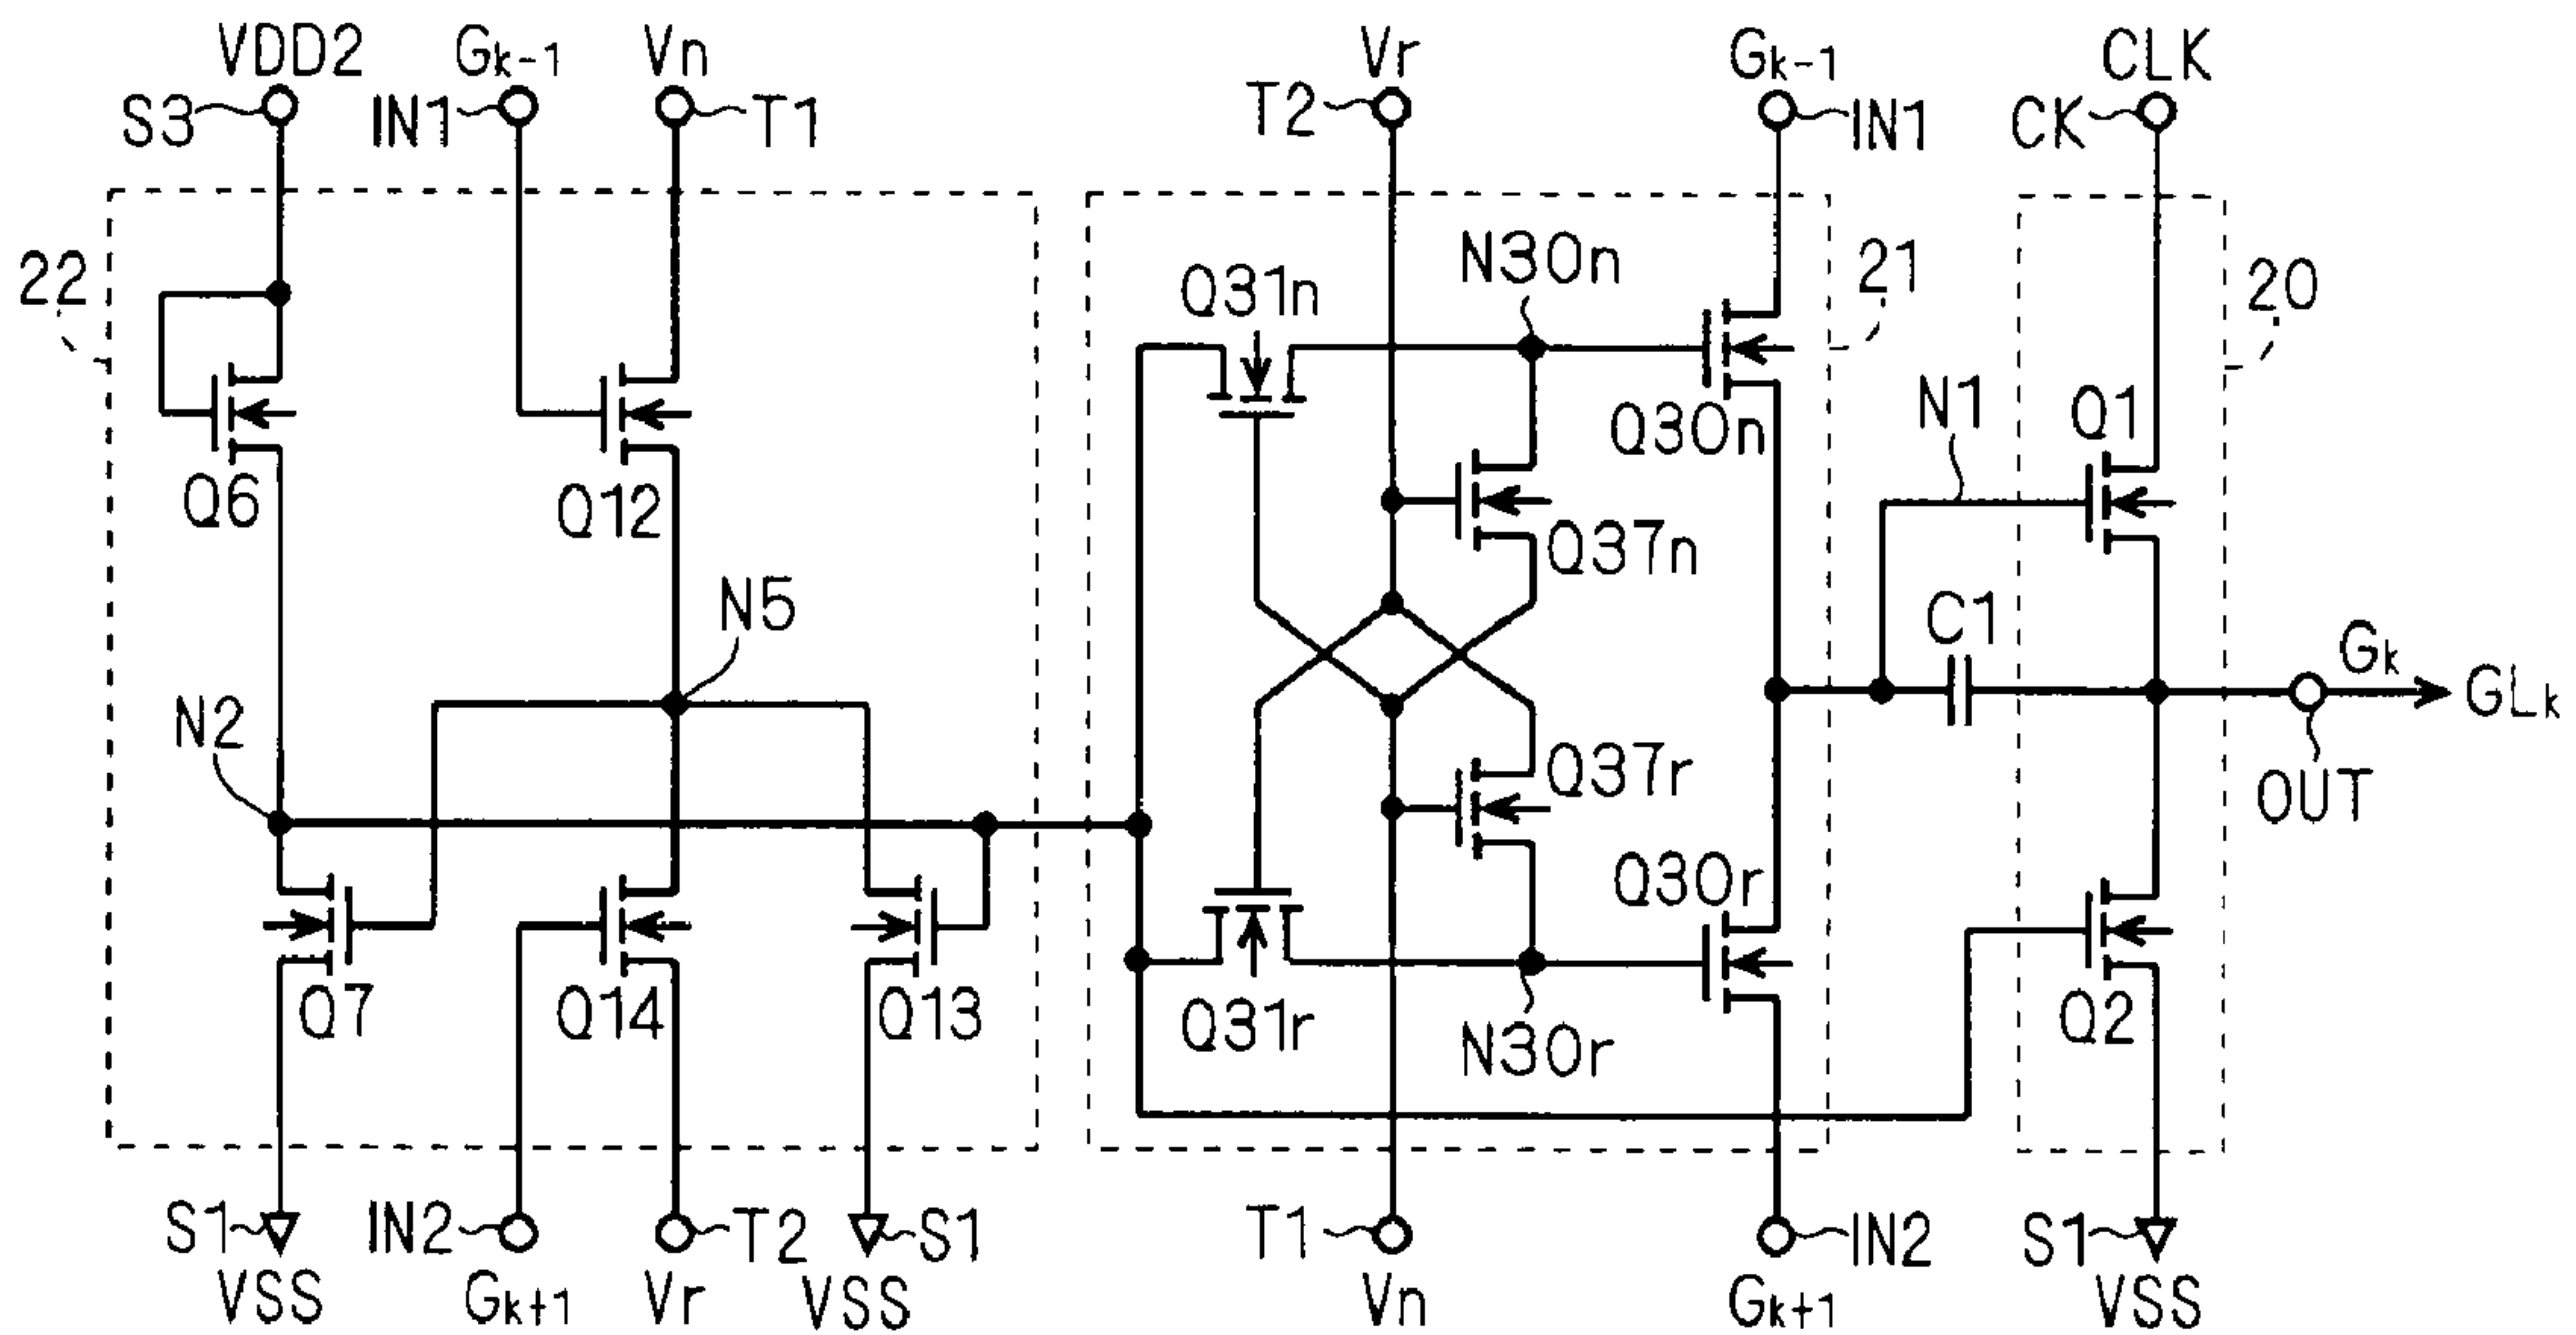 VDD2 Gk-1 Vn Vr Gk-1 CLK
S3 IN1 T1 T2 IN1 CK
22 Q31n N30n 21 20
Q6 Q12 Q37n Q30n N1 Q1
N5 C1 Gk
N2 Q37r GLk
OUT
Q7 Q14 Q13 Q31r N30r Q30r Q2
S1 IN2 T2 S1 T1 IN2 S1
VSS Gk+1 Vr VSS Vn Gk+1 VSS